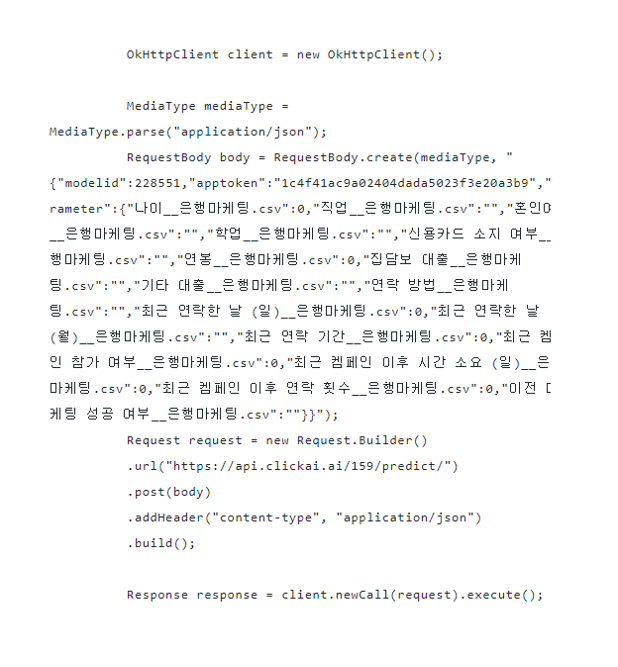 OkHttpClient client = new OkHttpClient();
MediaType mediaType =
MediaType.parse("application/json");
RequestBody body = RequestBody.create(mediaType, "
{"modelid":228551,"apptoken":"1c4f41ac9a02404dada5023f3e20a3b9","
rameter":{"나이__은행마케팅.csv":0,"직업__은행마케팅.csv":"","혼인여
__은행마케팅.csv":"","학업__은행마케팅.csv":"","신용카드 소지 여부__
행마케팅.csv":"","연봉__은행마케팅.csv":0,"집담보 대출__은행마케
팅.csv":"","기타 대출__은행마케팅.csv":"","연락 방법__은행마케
팅.csv":"","최근 연락한 날 (일)__은행마케팅.csv":0,"최근 연락한 날
(월)__은행마케팅.csv":"","최근 연락 기간__은행마케팅.csv":0,"최근 켐
인 참가 여부__은행마케팅.csv":0,"최근 켐페인 이후 시간 소요 (일)__은
마케팅.csv":0,"최근 켐페인 이후 연락 횟수__은행마케팅.csv":0,"이전
케팅 성공 여부__은행마케팅.csv":""}}");
Request request = new Request.Builder()
.url("https://api.clickai.ai/159/predict/")
.post(body)
.addHeader("content-type", "application/json")
.build();
Response response = client.newCall(request).execute();